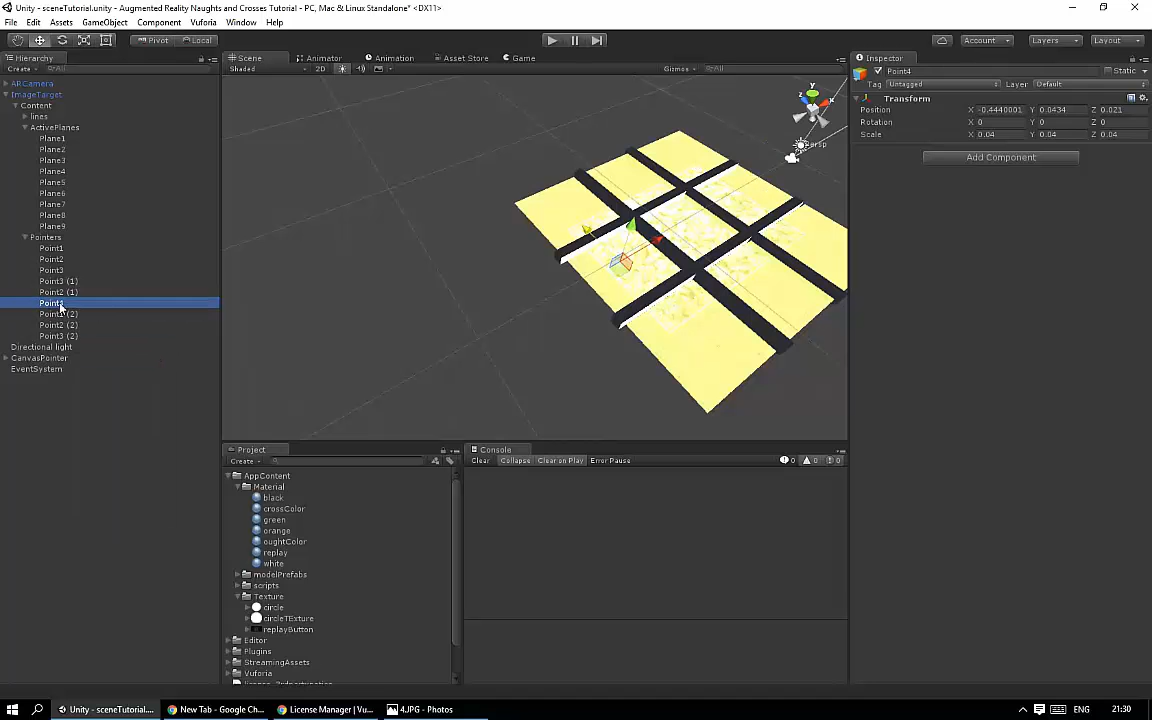 Unity - sceneTutorial.unity - Augmented Reality Naughts and Crosses Tutorial - PC, Mac & Linux Standalone* <DX11>
File Edit Assets GameObject Component Vuforia Window Help
Pivot Local Account Layers Layout
Hierarchy Scene Animator Animation Asset Store Game Inspector
Create All Shaded 2D Gizmos All Point4 Static
Tag Untagged Layer Default
ARCamera
ImageTarget
Transform
Content
Position X -0.4440001 Y 0.0434 Z 0.021
lines
Rotation X 0 Y 0 Z 0
ActivePlanes
Scale X 0.04 Y 0.04 Z 0.04
Plane1
Plane2
Plane3
Add Component
Plane4
Plane5
Plane6
Plane7
Plane8
Plane9
Pointers
Point1
Point2
Point3
Point3 (1)
Point2 (1)
Point1 (2)
Point2 (2)
Point3 (2)
Directional light
CanvasPointer
EventSystem
y
x
z
Persp
Project Console
Create Clear Collapse Clear on Play Error Pause 0 0 0
AppContent
Material
black
crossColor
green
orange
oughtColor
replay
white
modelPrefabs
scripts
Texture
circle
circleTExture
replayButton
Editor
Plugins
StreamingAssets
Vuforia
Unity - sceneTutorial.... New Tab - Google Ch... License Manager | Vu... 4.JPG - Photos ENG 21:30